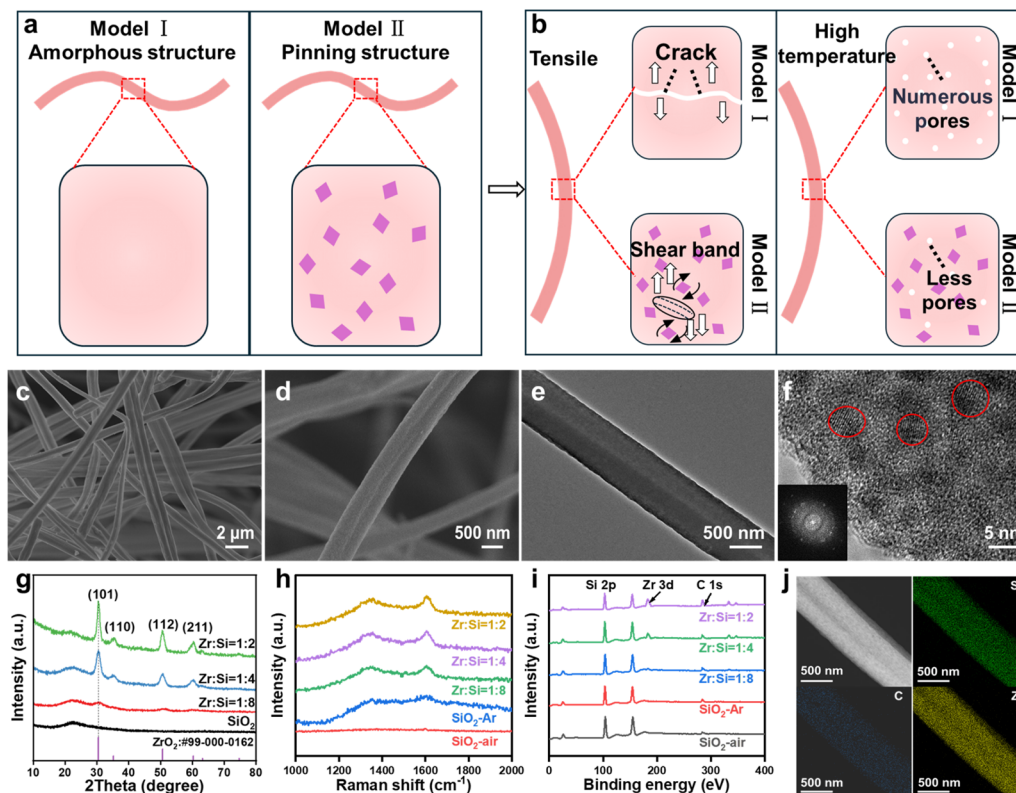 a
Model Ⅰ
Amorphous structure
Model Ⅱ
Pinning structure
b
Tensile
Crack
Model Ⅰ
Shear band
Model Ⅱ
High
temperature
Numerous
pores
Model Ⅰ
Less
pores
Model Ⅱ
c
2 μm
d
500 nm
e
500 nm
f
5 nm
g
Intensity (a.u.)
(101)
(110)
(112)
(211)
Zr:Si=1:2
Zr:Si=1:4
Zr:Si=1:8
SiO₂
ZrO₂:#99-000-0162
10 20 30 40 50 60 70 80
2Theta (degree)
h
Intensity (a.u.)
Zr:Si=1:2
Zr:Si=1:4
Zr:Si=1:8
SiO₂-Ar
SiO₂-air
1000 1200 1400 1600 1800 2000
Raman shift (cm⁻¹)
i
Intensity (a.u.)
Si 2p
Zr 3d
C 1s
Zr:Si=1:2
Zr:Si=1:4
Zr:Si=1:8
SiO₂-Ar
SiO₂-air
0 100 200 300 400
Binding energy (eV)
j
500 nm
500 nm
C
500 nm
500 nm